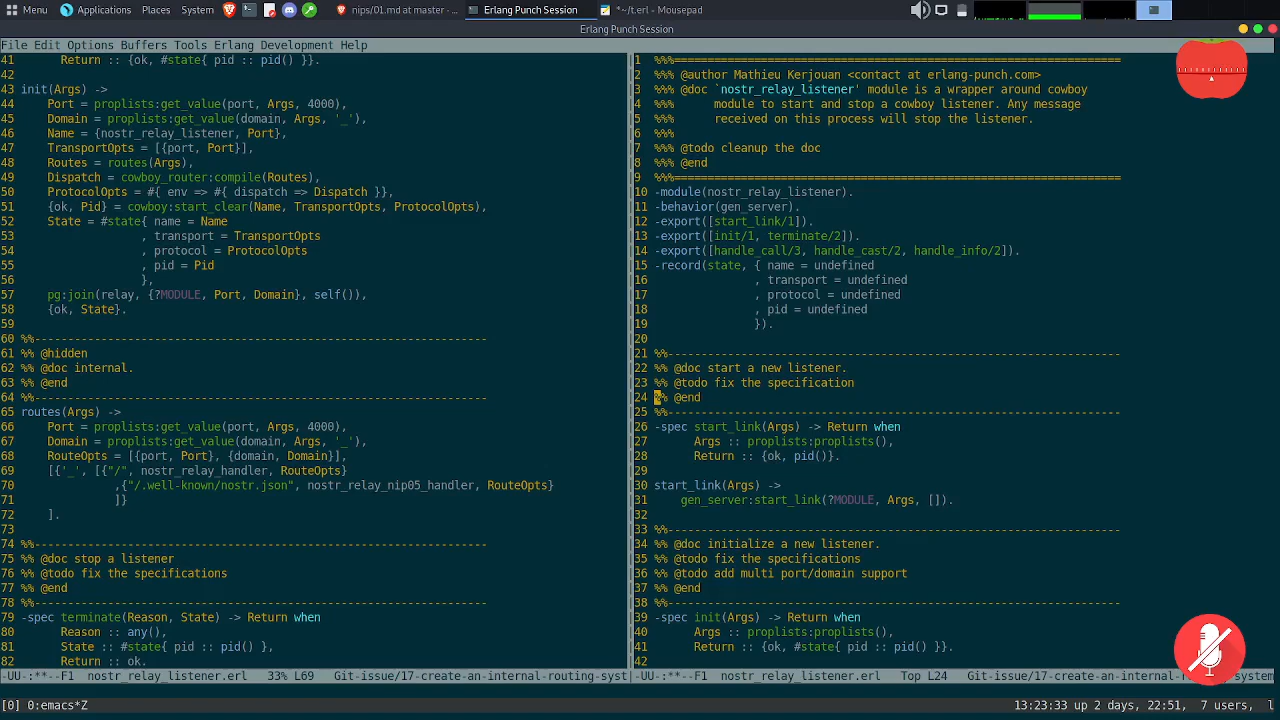 Menu Applications Places System nips/01.md at master - ... Erlang Punch Session *~/t.erl - Mousepad
Erlang Punch Session
File Edit Options Buffers Tools Erlang Development Help
41       Return :: {ok, #state{ pid :: pid() }}.
42
43 init(Args) ->
44     Port = proplists:get_value(port, Args, 4000),
45     Domain = proplists:get_value(domain, Args, '_'),
46     Name = {nostr_relay_listener, Port},
47     TransportOpts = [{port, Port}],
48     Routes = routes(Args),
49     Dispatch = cowboy_router:compile(Routes),
50     ProtocolOpts = #{ env => #{ dispatch => Dispatch }},
51     {ok, Pid} = cowboy:start_clear(Name, TransportOpts, ProtocolOpts),
52     State = #state{ name = Name
53                   , transport = TransportOpts
54                   , protocol = ProtocolOpts
55                   , pid = Pid
56                   },
57     pg:join(relay, {?MODULE, Port, Domain}, self()),
58     {ok, State}.
59
60 %%--------------------------------------------------------------------
61 %% @hidden
62 %% @doc internal.
63 %% @end
64 %%--------------------------------------------------------------------
65 routes(Args) ->
66     Port = proplists:get_value(port, Args, 4000),
67     Domain = proplists:get_value(domain, Args, '_'),
68     RouteOpts = [{port, Port}, {domain, Domain}],
69     [{'_', [{"/", nostr_relay_handler, RouteOpts}
70               ,{"/.well-known/nostr.json", nostr_relay_nip05_handler, RouteOpts}
71               ]}
72     ].
73
74 %%--------------------------------------------------------------------
75 %% @doc stop a listener
76 %% @todo fix the specifications
77 %% @end
78 %%--------------------------------------------------------------------
79 -spec terminate(Reason, State) -> Return when
80       Reason :: any(),
81       State :: #state{ pid :: pid() },
82       Return :: ok.
-UU-:**--F1  nostr_relay_listener.erl   33% L69   Git-issue/17-create-an-internal-routing-syst
1 %%%===================================================================
2 %%% @author Mathieu Kerjouan <contact at erlang-punch.com>
3 %%% @doc `nostr_relay_listener' module is a wrapper around cowboy
4 %%%      module to start and stop a cowboy listener. Any message
5 %%%      received on this process will stop the listener.
6 %%%
7 %%% @todo cleanup the doc
8 %%% @end
9 %%%===================================================================
10 -module(nostr_relay_listener).
11 -behavior(gen_server).
12 -export([start_link/1]).
13 -export([init/1, terminate/2]).
14 -export([handle_call/3, handle_cast/2, handle_info/2]).
15 -record(state, { name = undefined
16                , transport = undefined
17                , protocol = undefined
18                , pid = undefined
19                }).
20
21 %%--------------------------------------------------------------------
22 %% @doc start a new listener.
23 %% @todo fix the specification
24 %% @end
25 %%--------------------------------------------------------------------
26 -spec start_link(Args) -> Return when
27       Args :: proplists:proplists(),
28       Return :: {ok, pid()}.
29
30 start_link(Args) ->
31     gen_server:start_link(?MODULE, Args, []).
32
33 %%--------------------------------------------------------------------
34 %% @doc initialize a new listener.
35 %% @todo fix the specifications
36 %% @todo add multi port/domain support
37 %% @end
38 %%--------------------------------------------------------------------
39 -spec init(Args) -> Return when
40       Args :: proplists:proplists(),
41       Return :: {ok, #state{ pid :: pid() }}.
42
-UU-:**--F1  nostr_relay_listener.erl   Top L24   Git-issue/17-create-an-internal-r system
[0] 0:emacs*Z 13:23:33 up 2 days, 22:51, 7 users, l